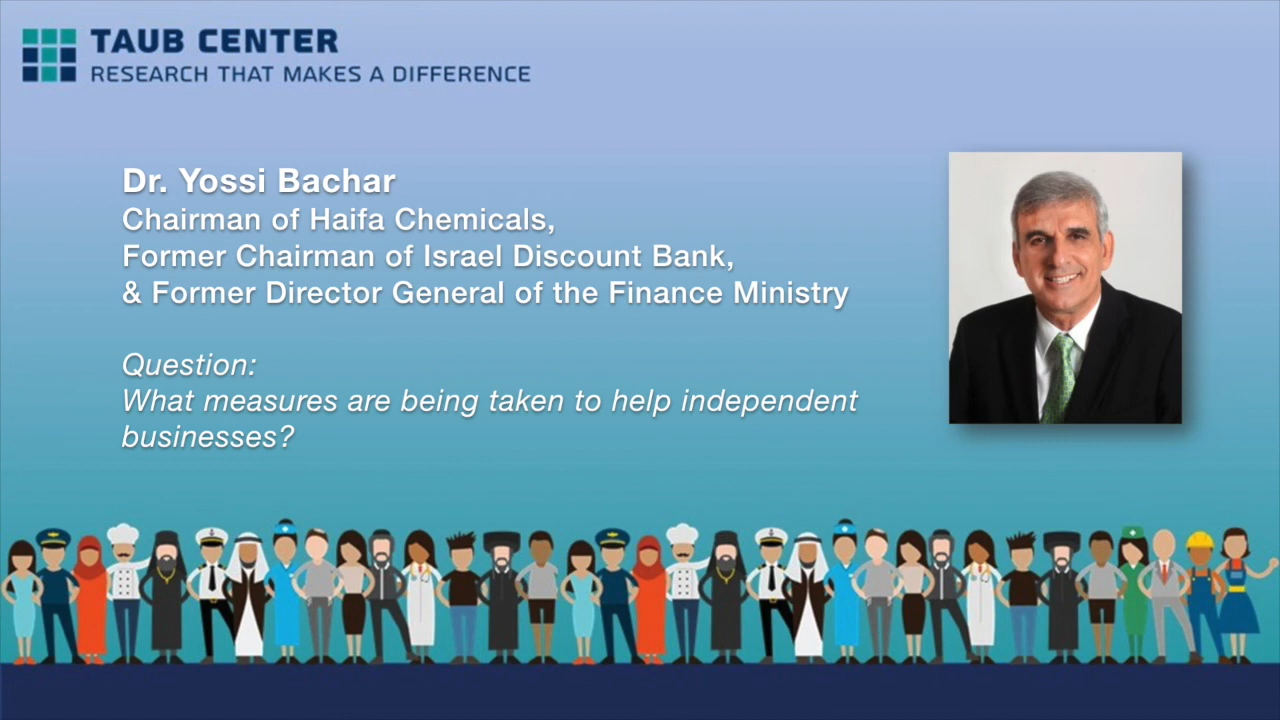 TAUB CENTER
RESEARCH THAT MAKES A DIFFERENCE
Dr. Yossi Bachar
Chairman of Haifa Chemicals,
Former Chairman of Israel Discount Bank,
& Former Director General of the Finance Ministry
Question:
What measures are being taken to help independent
businesses?